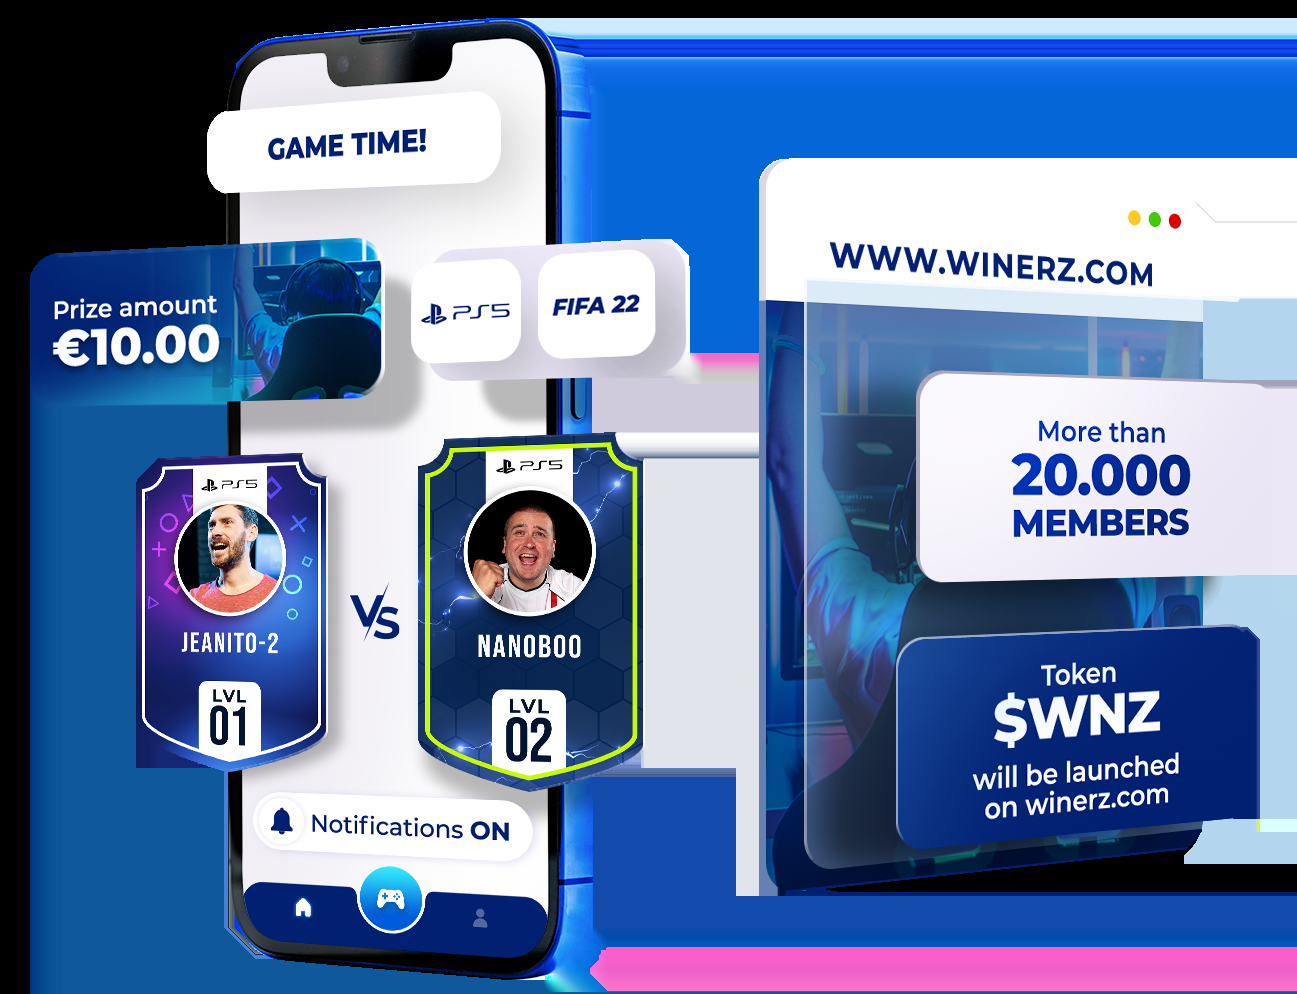 GAME TIME!
Prize amount
€10.00
PS5
FIFA 22
PS5
JEANITO-2
LVL
01
VS
PS5
NANOBOO
LVL
02
Notifications ON
WWW.WINERZ.COM
More than
20.000
MEMBERS
Token
$WNZ
will be launched
on winerz.com